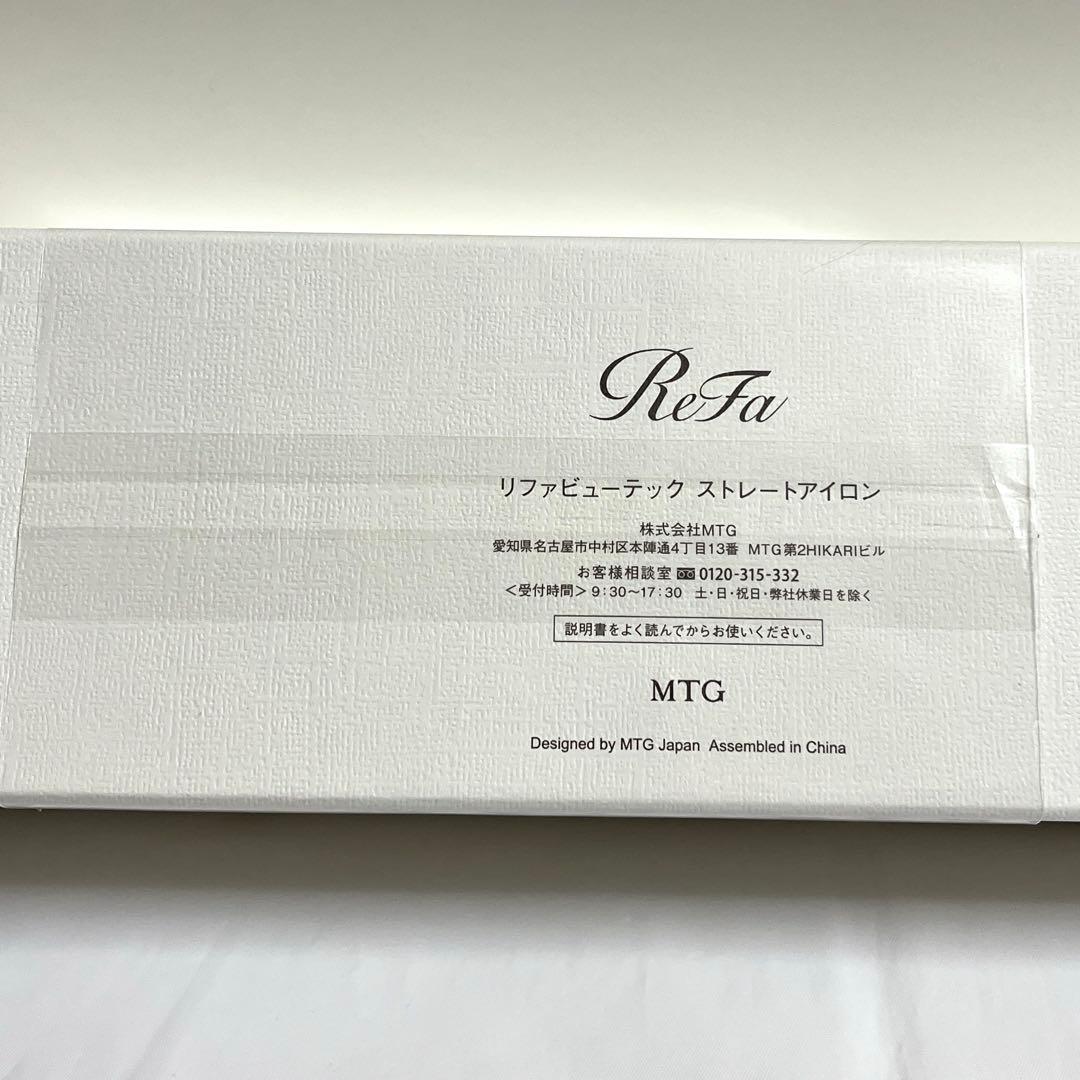 ReFa
リファビューテック ストレートアイロン
株式会社MTG
愛知県名古屋市中村区本陣通4丁目13番 MTG第2HIKARIビル
お客様相談室 0120-315-332
＜受付時間＞9:30〜17:30 土・日・祝日・弊社休業日を除く
説明書をよく読んでからお使いください。
MTG
Designed by MTG Japan Assembled in China